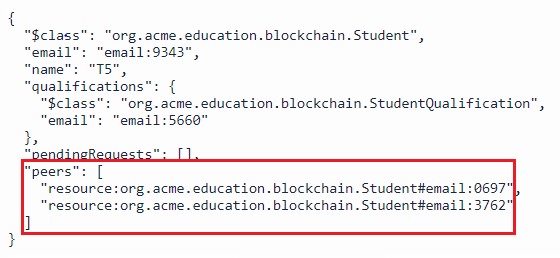 {
  "$class": "org.acme.education.blockchain.Student",
  "email": "email:9343",
  "name": "T5",
  "qualifications": {
    "$class": "org.acme.education.blockchain.StudentQualification",
    "email": "email:5660"
  },
  "pendingRequests": [],
  "peers": [
    "resource:org.acme.education.blockchain.Student#email:0697",
    "resource:org.acme.education.blockchain.Student#email:3762"
  ]
}